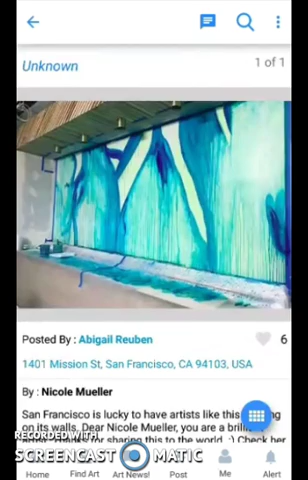 Unknown
1 of 1
Posted By : Abigail Reuben
6
1401 Mission St, San Francisco, CA 94103, USA
By : Nicole Mueller
San Francisco is lucky to have artists like this
on its walls. Dear Nicole Mueller, you are a
for sharing this to the world. :) Check her
RECORDED WITH
SCREENCAST MATIC
Home
Find Art
Art News!
Post
Me
Alert